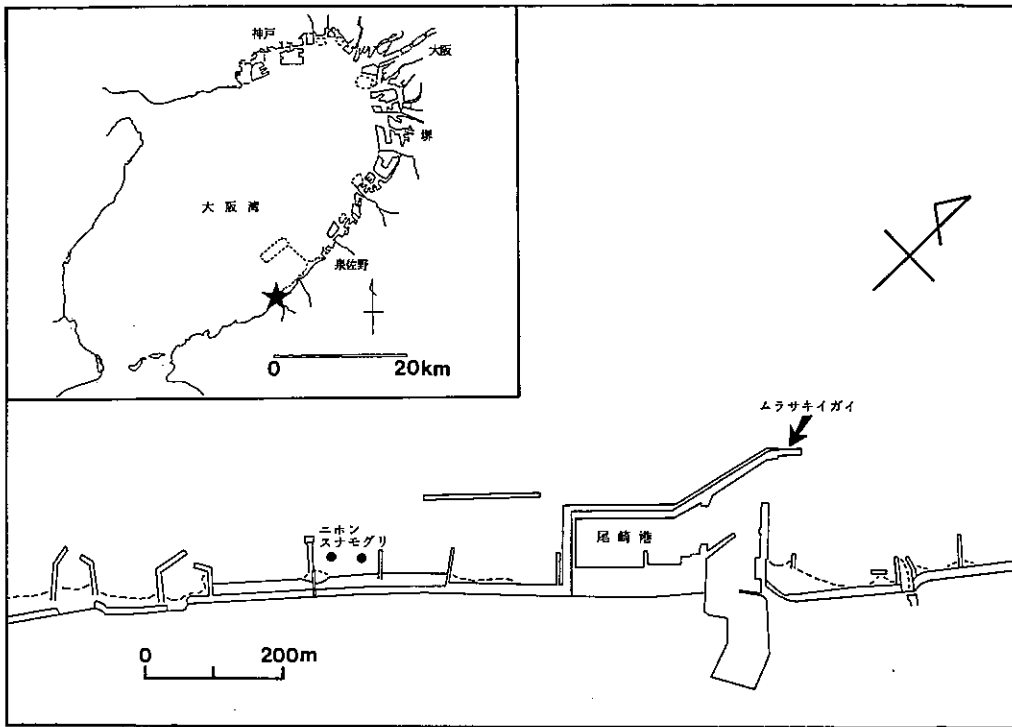 神戸
大阪
堺
大 阪 湾
泉佐野
0 20km
ムラサキイガイ
ニホン
スナモグリ
尾崎港
0 200m